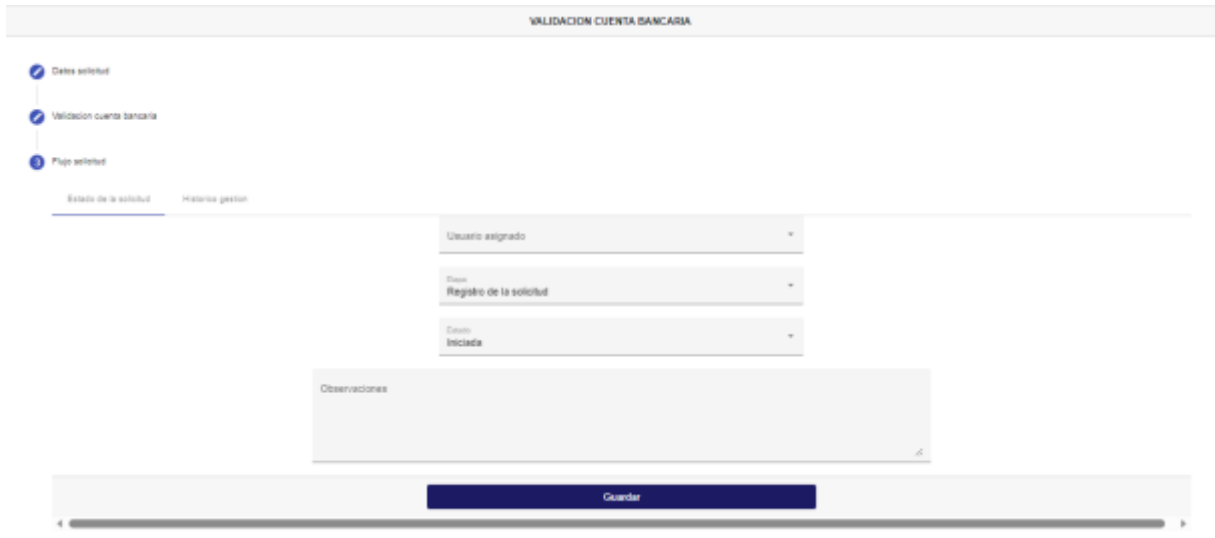 VALIDACION CUENTA BANCARIA
Datos solicitud
Validacion cuenta bancaria
3 Flujo solicitud
Estado de la solicitud Historico gestion
Usuario asignado
Etapa
Registro de la solicitud
Estado
Iniciada
Observaciones
Guardar